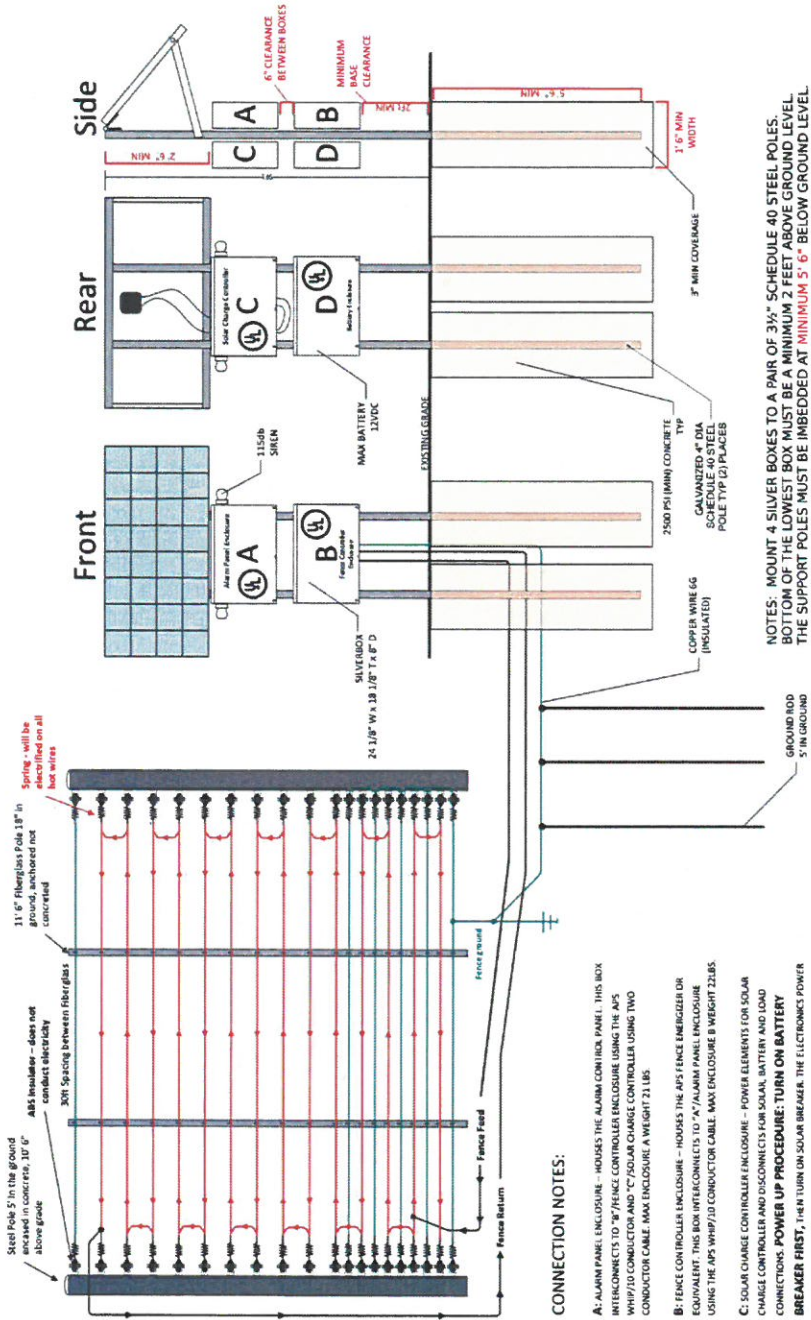 Steel Pole 5' in the ground
encased in concrete, 10' 6"
above grade
ABS Insulator – does not
conduct electricity
30ft Spacing between Fiberglass
11' 6" Fiberglass Pole 18" in
ground, anchored not
concreted
Spring - will be
electrified on all
hot wires
Fence ground
Fence Feed
Fence Return
Front
Alarm Panel Enclosure
UL A
B UL
Fence Controller
Enclosure
115db
SIREN
SILVERBOX
24 1/8" W x 18 1/8" T x 8" D
Rear
Solar Charge Controller
UL C
D UL
Battery Enclosure
MAX BATTERY
12VDC
EXISTING GRADE
Side
2' 6" MIN
C A
D B
6" CLEARANCE
BETWEEN BOXES
MINIMUM
BASE
CLEARANCE
2Ft MIN
5' 6" MIN
1' 6" MIN
WIDTH
3" MIN COVERAGE
2500 PSI (MIN) CONCRETE
TYP
GALVANIZED 4" DIA
SCHEDULE 40 STEEL
POLE TYP (2) PLACES
COPPER WIRE 6G
(INSULATED)
GROUND ROD
5' IN GROUND
NOTES: MOUNT 4 SILVER BOXES TO A PAIR OF 3½" SCHEDULE 40 STEEL POLES.
BOTTOM OF THE LOWEST BOX MUST BE A MINIMUM 2 FEET ABOVE GROUND LEVEL.
THE SUPPORT POLES MUST BE IMBEDDED AT MINIMUM 5' 6" BELOW GROUND LEVEL.
CONNECTION NOTES:
A: ALARM PANEL ENCLOSURE – HOUSES THE ALARM CONTROL PANEL. THIS BOX
INTERCONNECTS TO "B"/FENCE CONTROLLER ENCLOSURE USING THE APS
WHIP/10 CONDUCTOR AND "C"/SOLAR CHARGE CONTROLLER USING TWO
CONDUCTOR CABLE. MAX ENCLOSURE A WEIGHT 21 LBS
B: FENCE CONTROLLER ENCLOSURE – HOUSES THE APS FENCE ENERGIZER OR
EQUIVALENT. THIS BOX INTERCONNECTS TO "A"/ALARM PANEL ENCLOSURE
USING THE APS WHIP/10 CONDUCTOR CABLE. MAX ENCLOSURE B WEIGHT 22LBS.
C: SOLAR CHARGE CONTROLLER ENCLOSURE – POWER ELEMENTS FOR SOLAR
CHARGE CONTROLLER AND DISCONNECTS FOR SOLAR, BATTERY AND LOAD
CONNECTIONS. POWER UP PROCEDURE: TURN ON BATTERY
BREAKER FIRST, THEN TURN ON SOLAR BREAKER. THE ELECTRONICS POWER